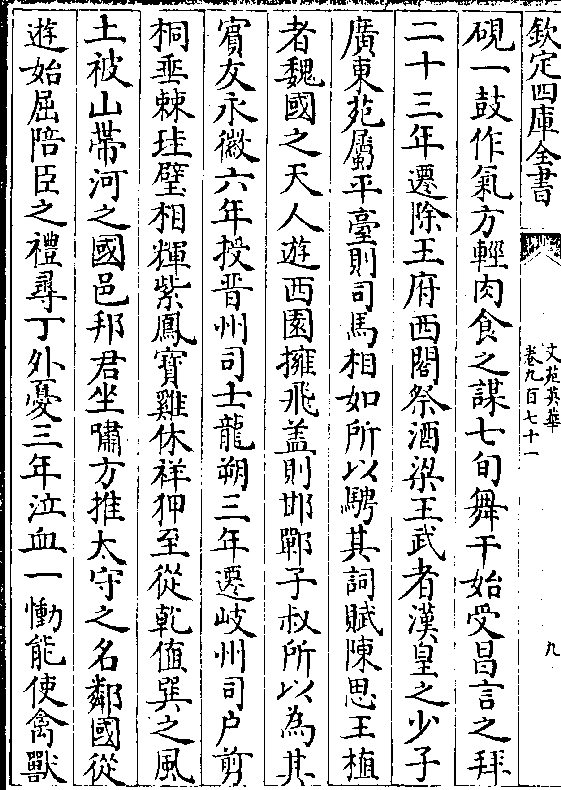 欽定四庫全書
文苑英華
卷九百七十一
九
硯一鼓作氣方輕肉食之謀七旬舞干始受昌言之拜
二十三年遷除王府西閣祭酒梁王武者漢皇之少子
廣東苑屬平臺則司馬相如所以騁其詞賦陳思王植
者魏國之天人遊西園擁飛盖則邯鄲子叔所以為其
賓友永徽六年授晋州司士龍朔三年遷岐州司户剪
桐垂棘珪璧相輝紫鳳寳雞休祥狎至從乾值巽之風
土被山帶河之國邑邦君坐嘯方推太守之名鄰國從
遊始屈陪臣之禮尋丁外憂三年泣血一慟能使禽獸